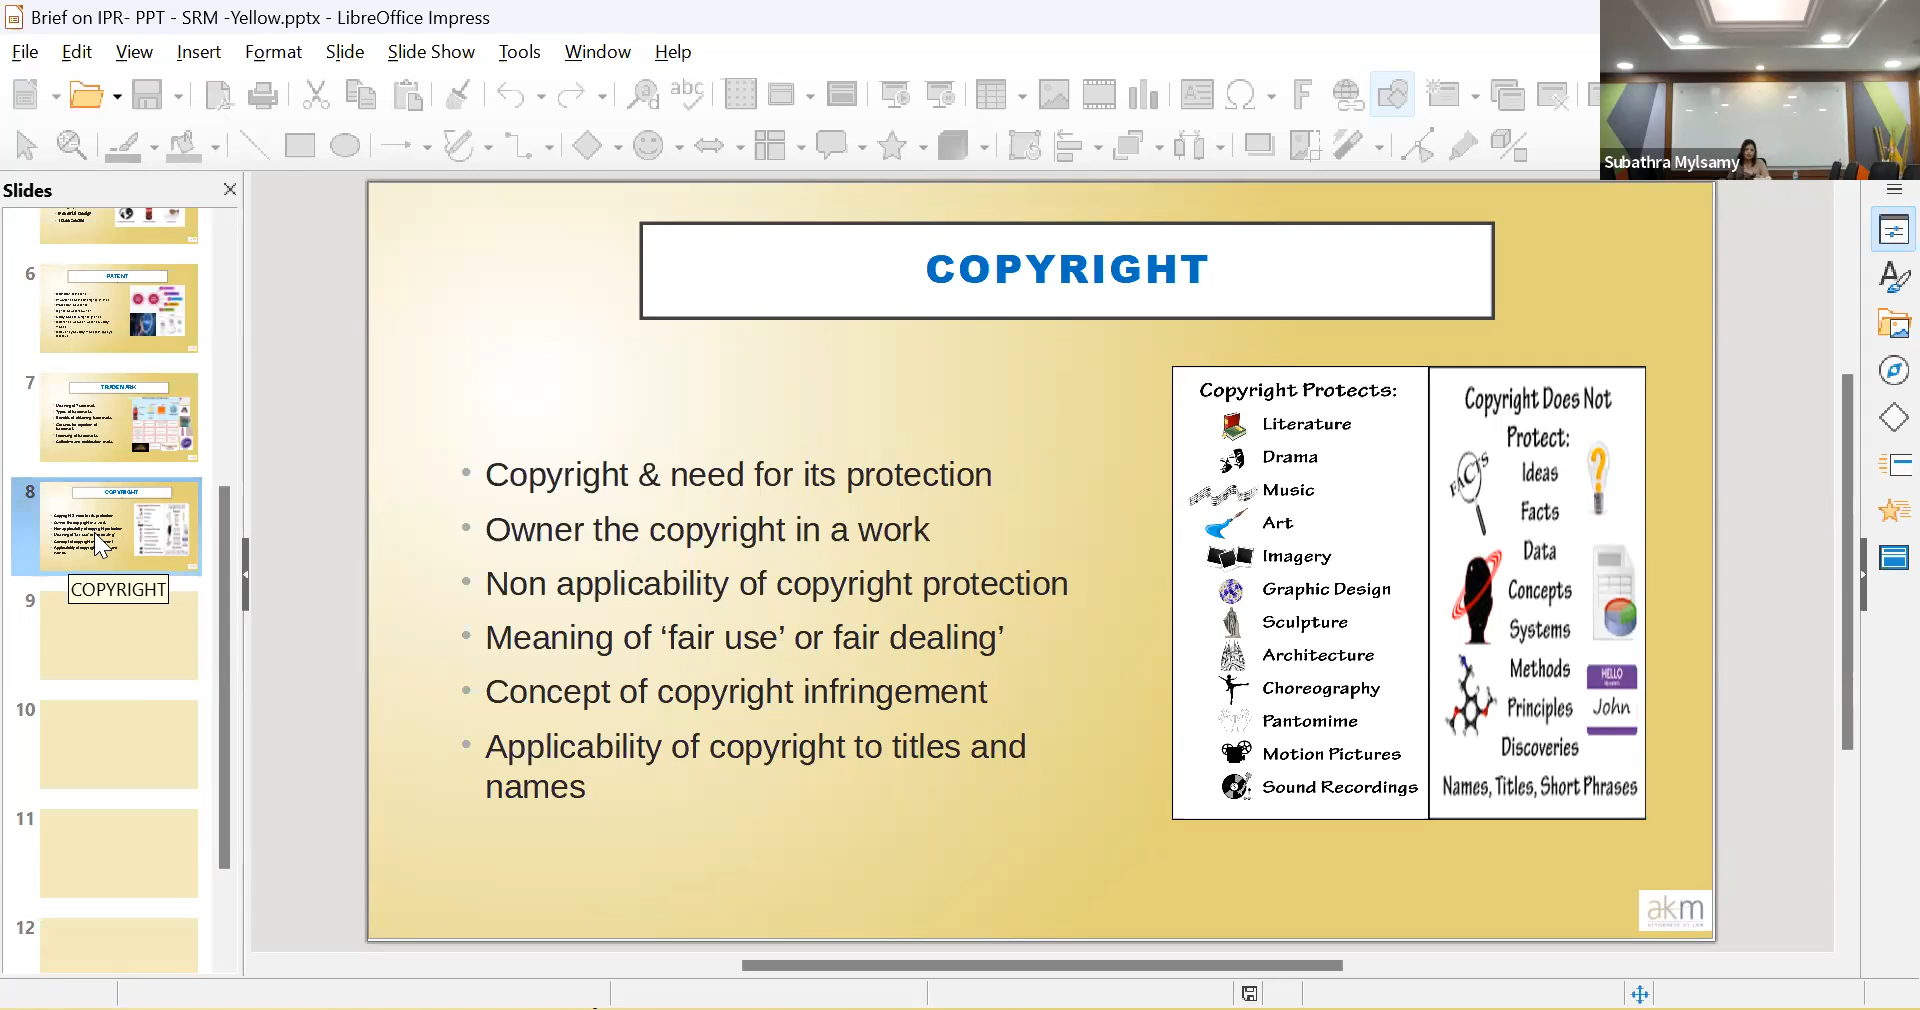 Brief on IPR- PPT - SRM -Yellow.pptx - LibreOffice Impress
File Edit View Insert Format Slide Slide Show Tools Window Help
Subathra Mylsamy
Slides
6
PATENT
7
TRADEMARK
8
COPYRIGHT
COPYRIGHT
9
10
11
12
COPYRIGHT
Copyright & need for its protection
Owner the copyright in a work
Non applicability of copyright protection
Meaning of ‘fair use’ or fair dealing’
Concept of copyright infringement
Applicability of copyright to titles and
names
Copyright Protects:
Literature
Drama
Music
Art
Imagery
Graphic Design
Sculpture
Architecture
Choreography
Pantomime
Motion Pictures
Sound Recordings
Copyright Does Not
Protect:
Ideas
FACTS
Facts
Data
Concepts
Systems
Methods
HELLO
Principles
John
Discoveries
Names, Titles, Short Phrases
akm
ATTORNEYS AT LAW